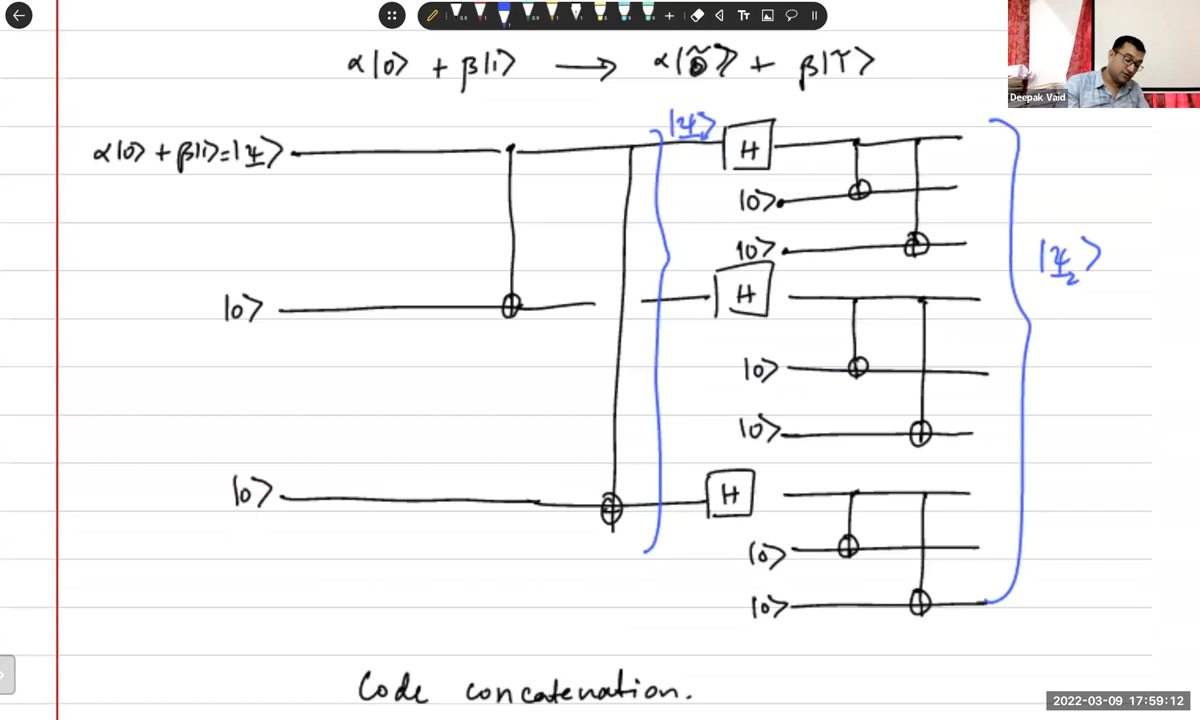 α|0⟩ + β|1⟩ → α|0̃⟩ + β|1̃⟩
Deepak Vaid
|ψ⟩
α|0⟩ + β|1⟩=|ψ⟩
H
|0⟩
|0⟩
|ψ₂⟩
H
|0⟩
|0⟩
|0⟩
H
|0⟩
|0⟩
|0⟩
Code concatenation.
2022-03-09 17:59:12